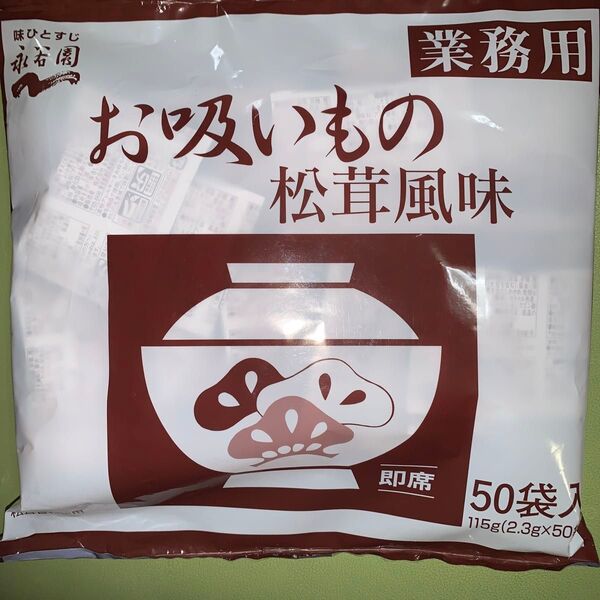 味ひとすじ
永谷園
業務用
お吸いもの
松茸風味
即席
50袋入
115g(2.3g×50